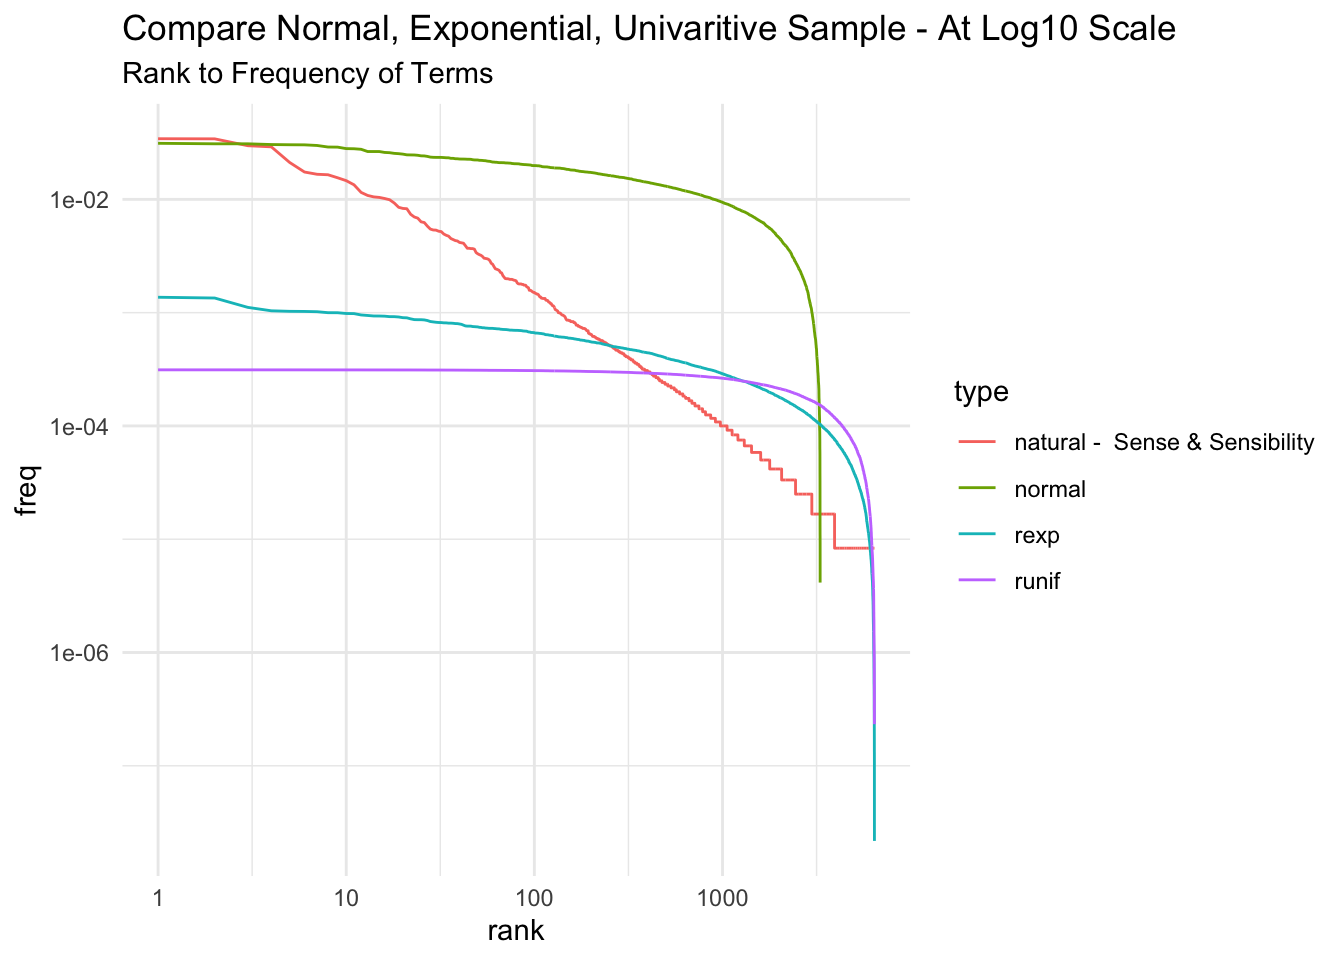 Compare Normal, Exponential, Univaritive Sample - At Log10 Scale
Rank to Frequency of Terms
1e-02
1e-04
1e-06
freq
1 10 100 1000
rank
type
natural -  Sense & Sensibility
normal
rexp
runif